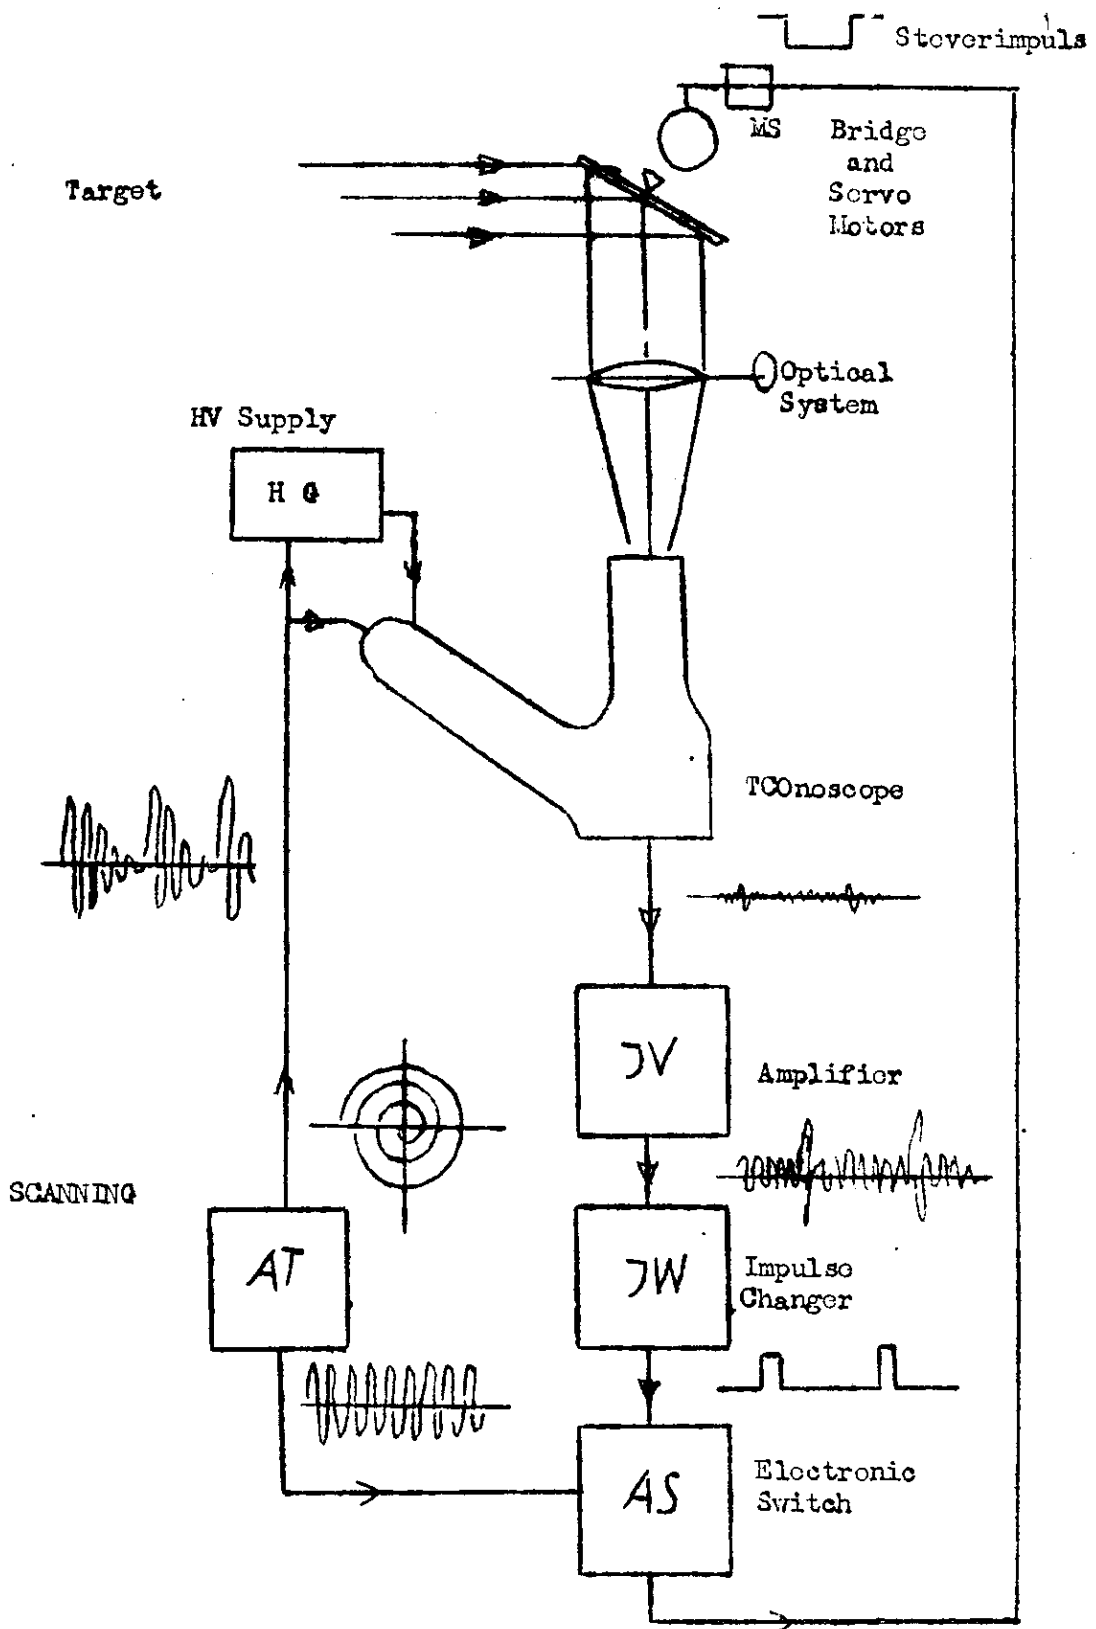 Steverimpuls
MS
Bridge
and
Servo
Motors
Target
Optical
System
HV Supply
H G
TCOnoscope
JV
Amplifier
SCANNING
AT
JW
Impulse
Changer
AS
Electronic
Switch